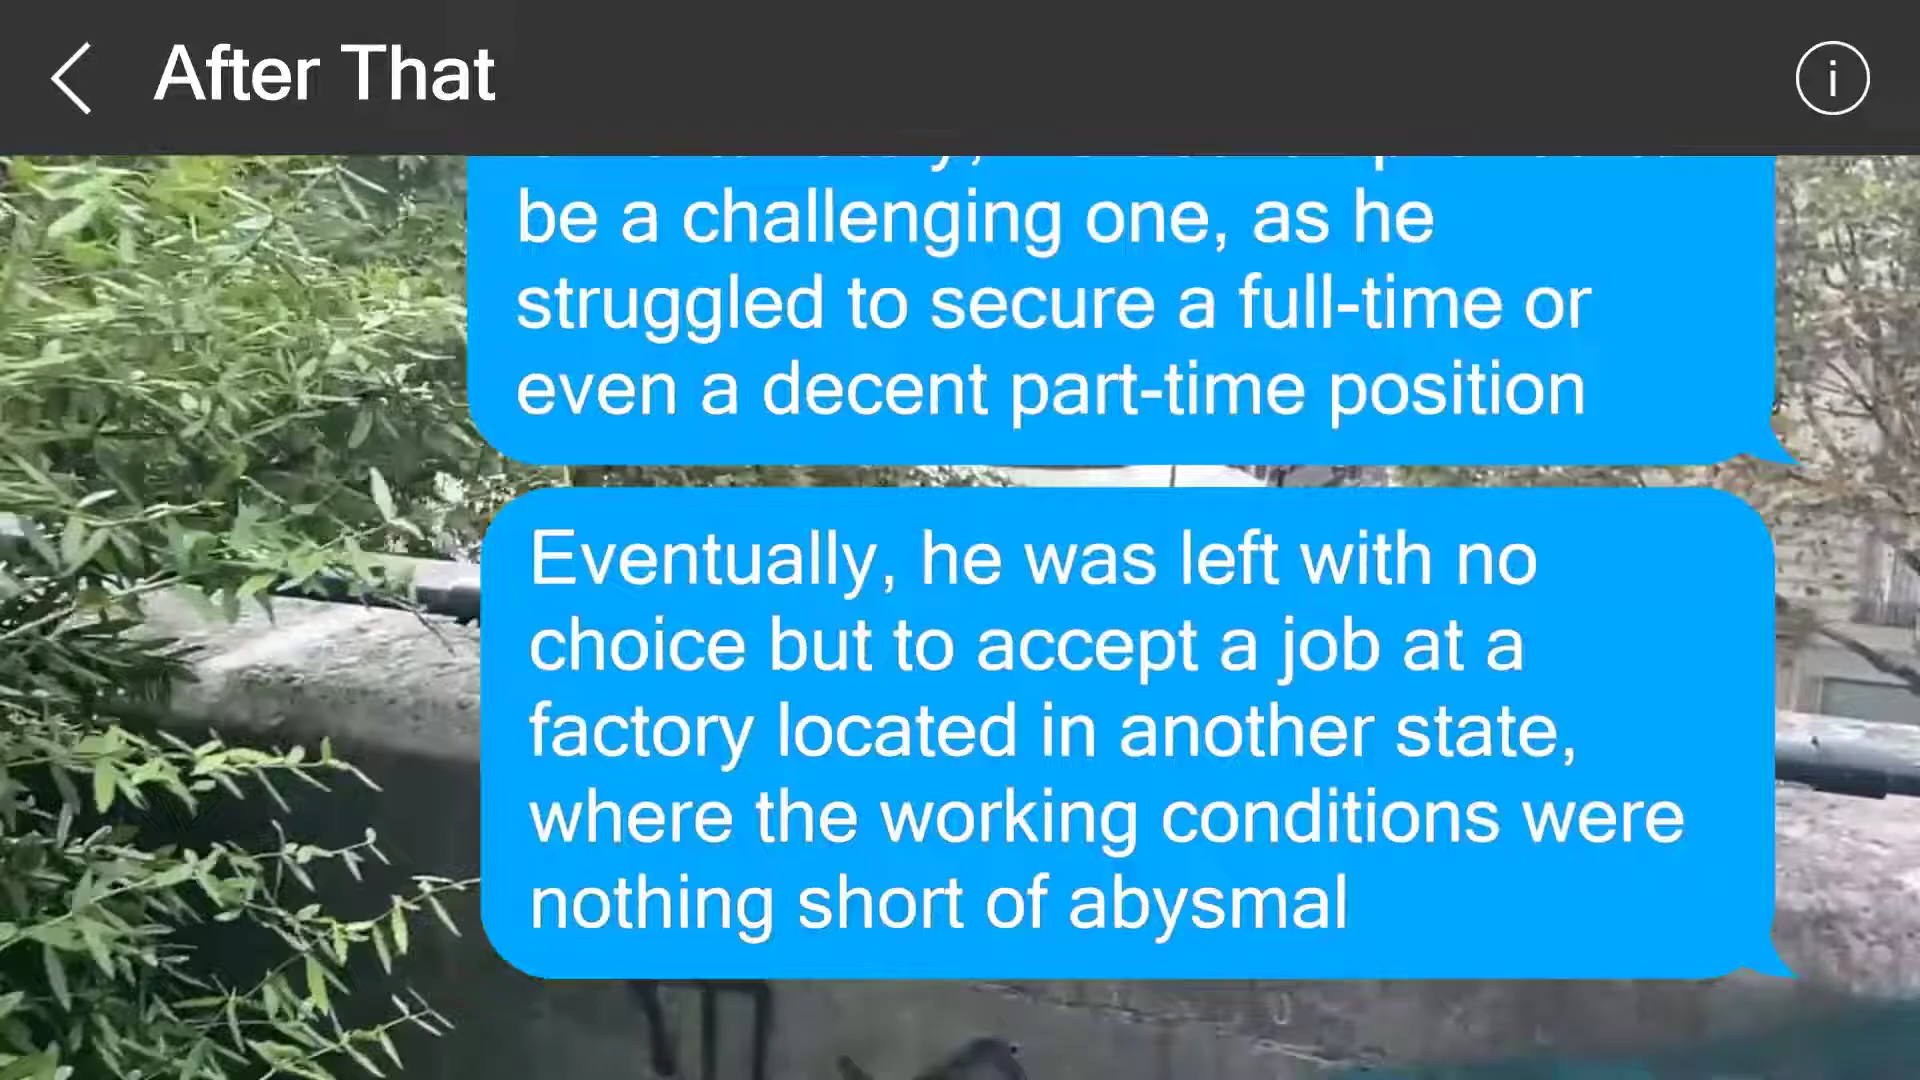 After That
be a challenging one, as he
struggled to secure a full-time or
even a decent part-time position
Eventually, he was left with no
choice but to accept a job at a
factory located in another state,
where the working conditions were
nothing short of abysmal